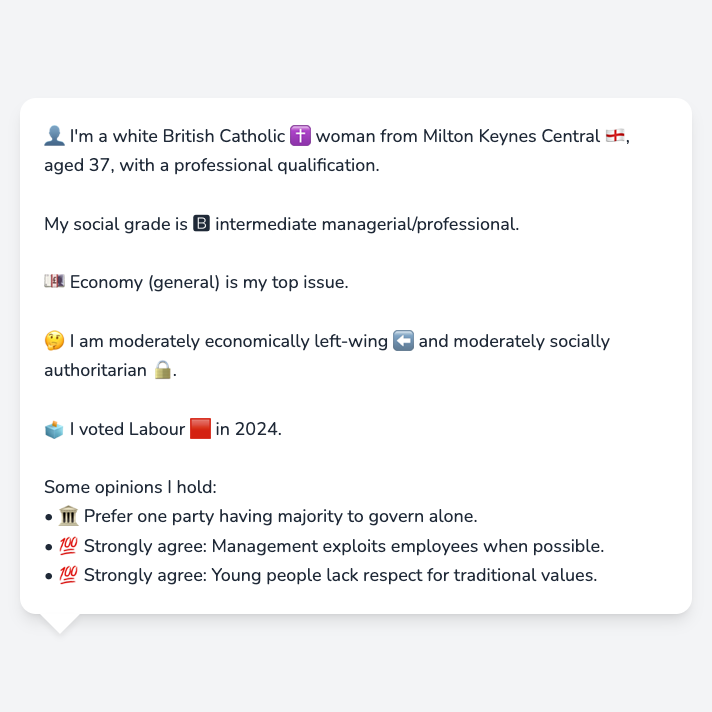 👤 I'm a white British Catholic ✝️ woman from Milton Keynes Central 🏴󠁧󠁢󠁥󠁮󠁧󠁿,
aged 37, with a professional qualification.
My social grade is 🅱 intermediate managerial/professional.
💷 Economy (general) is my top issue.
🤔 I am moderately economically left-wing ⬅️ and moderately socially
authoritarian 🔒.
🗳️ I voted Labour 🟥 in 2024.
Some opinions I hold:
• 🏛️ Prefer one party having majority to govern alone.
• 💯 Strongly agree: Management exploits employees when possible.
• 💯 Strongly agree: Young people lack respect for traditional values.